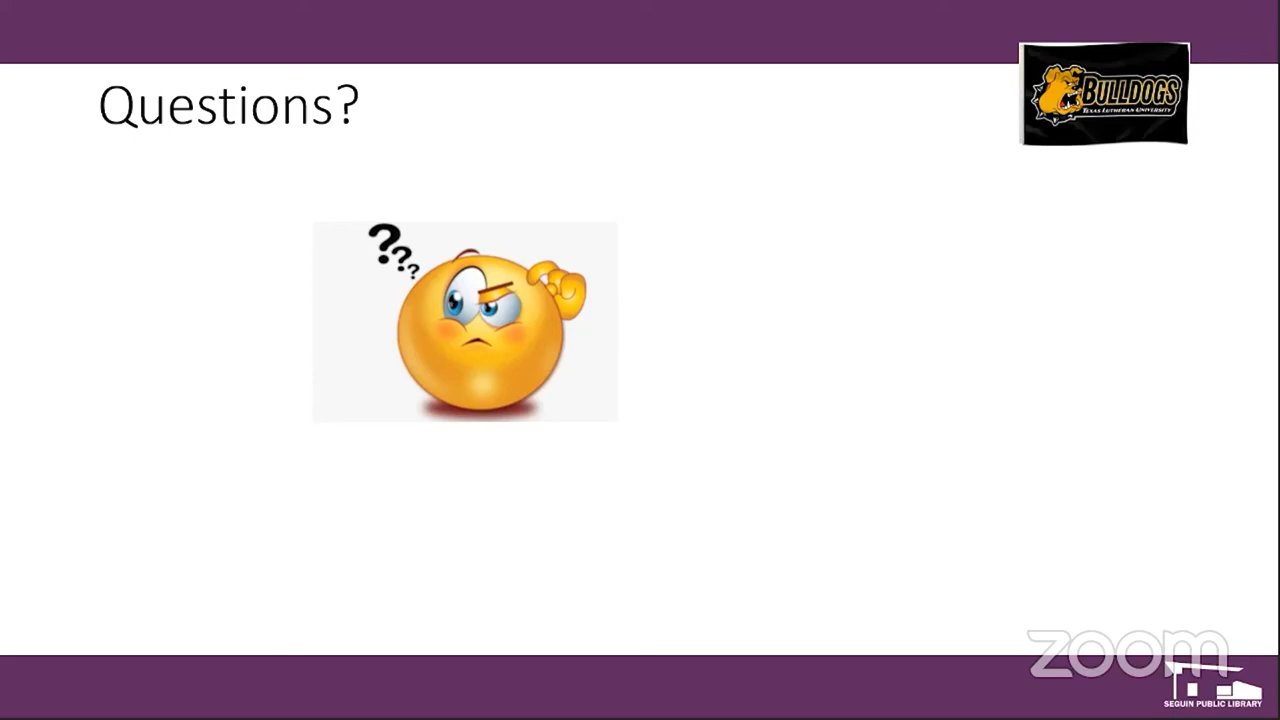 Questions?
BULLDOGS
TEXAS LUTHERAN UNIVERSITY
? ? ?
zoom
SEGUIN PUBLIC LIBRARY